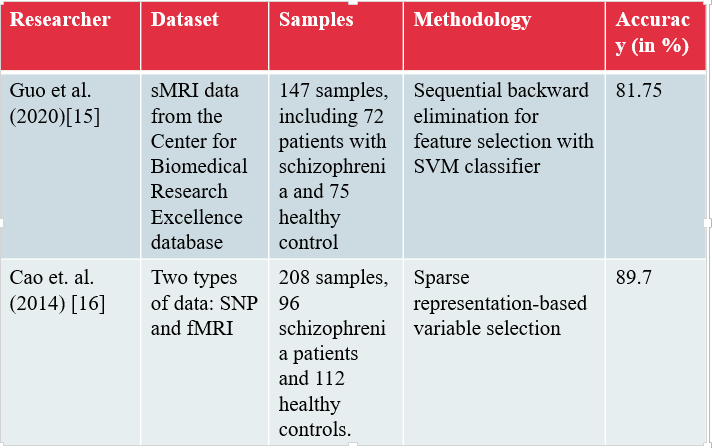 Researcher
Dataset
Samples
Methodology
Accurac
y (in %)
Guo et al.
(2020)[15]
sMRI data
from the
Center for
Biomedical
Research
Excellence
database
147 samples,
including 72
patients with
schizophreni
a and 75
healthy
control
Sequential backward
elimination for
feature selection with
SVM classifier
81.75
Cao et. al.
(2014) [16]
Two types
of data: SNP
and fMRI
208 samples,
96
schizophreni
a patients
and 112
healthy
controls.
Sparse
representation-based
variable selection
89.7